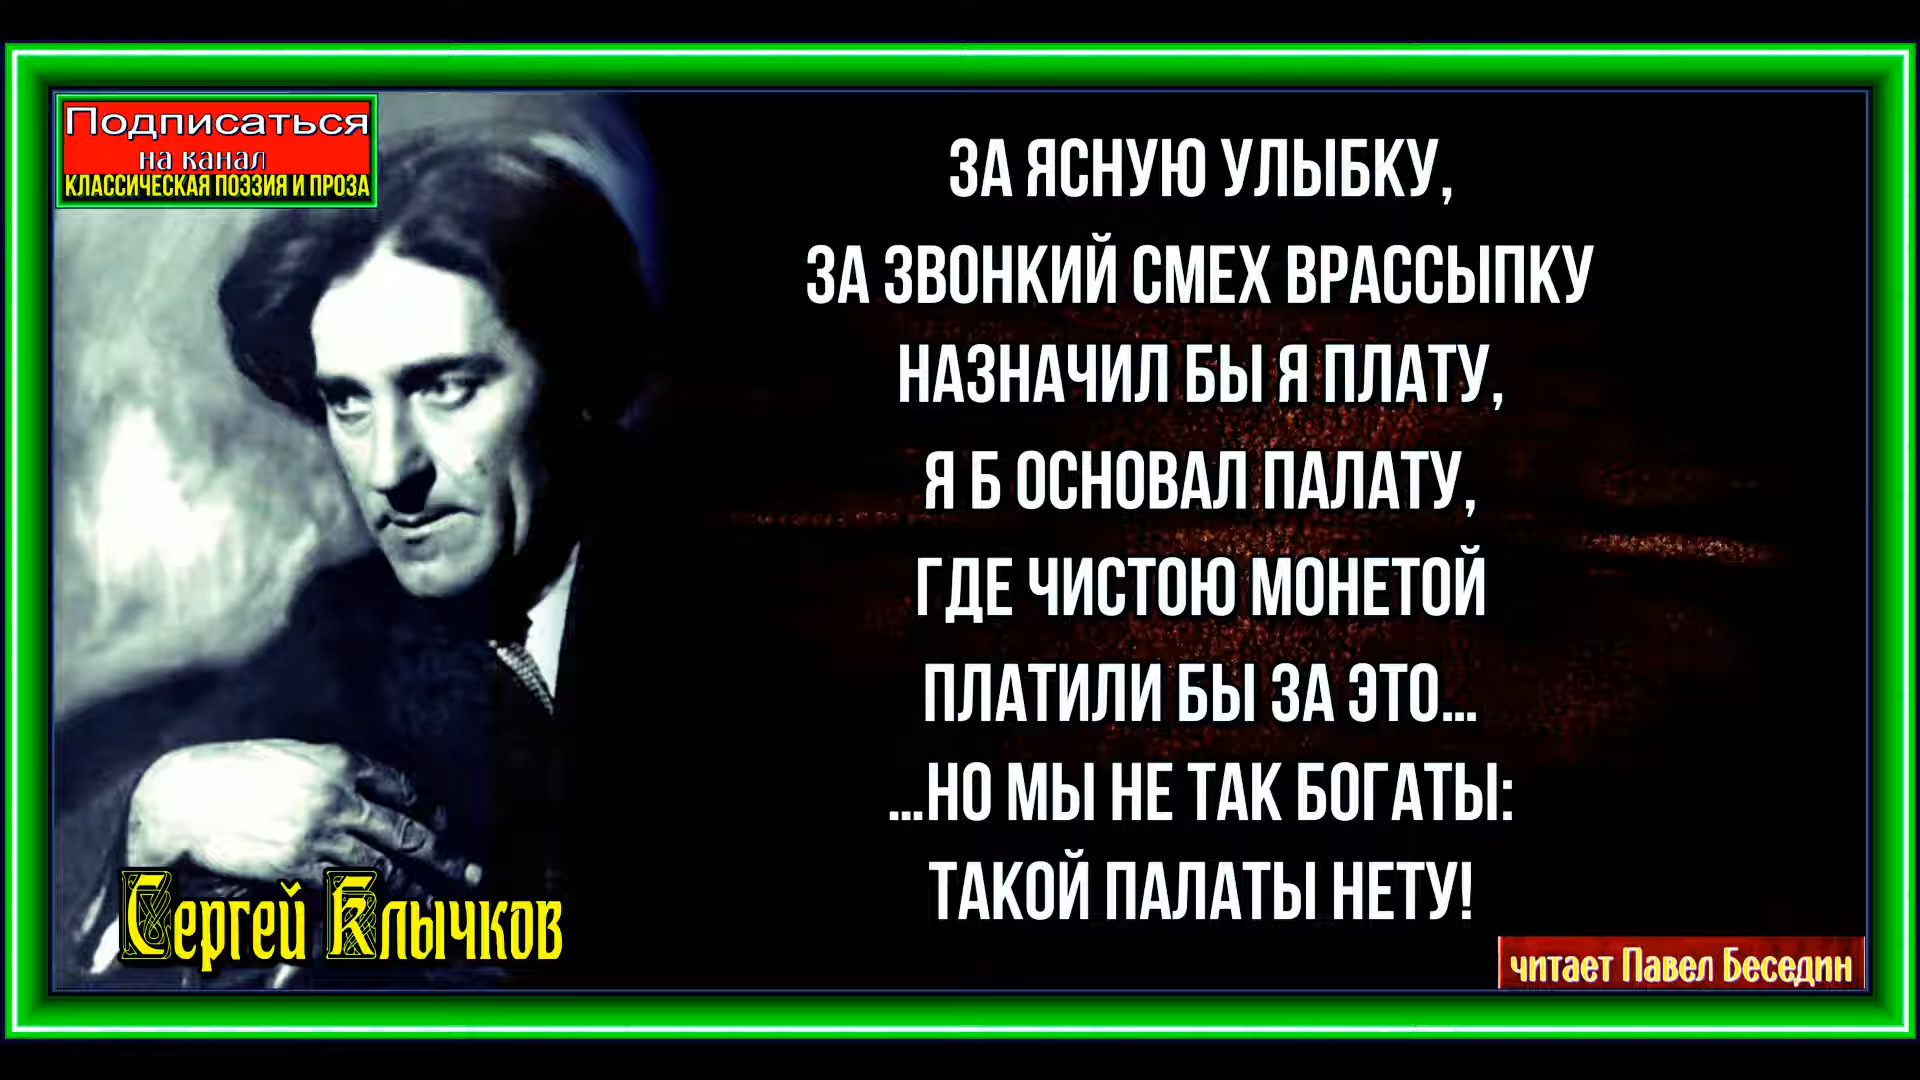 Подписаться
на канал
КЛАССИЧЕСКАЯ ПОЭЗИЯ И ПРОЗА
ЗА ЯСНУЮ УЛЫБКУ,
ЗА ЗВОНКИЙ СМЕХ ВРАССЫПКУ
НАЗНАЧИЛ БЫ Я ПЛАТУ,
Я Б ОСНОВАЛ ПАЛАТУ,
ГДЕ ЧИСТОЮ МОНЕТОЙ
ПЛАТИЛИ БЫ ЗА ЭТО...
...НО МЫ НЕ ТАК БОГАТЫ:
ТАКОЙ ПАЛАТЫ НЕТУ!
Сергей Клычков
читает Павел Беседин